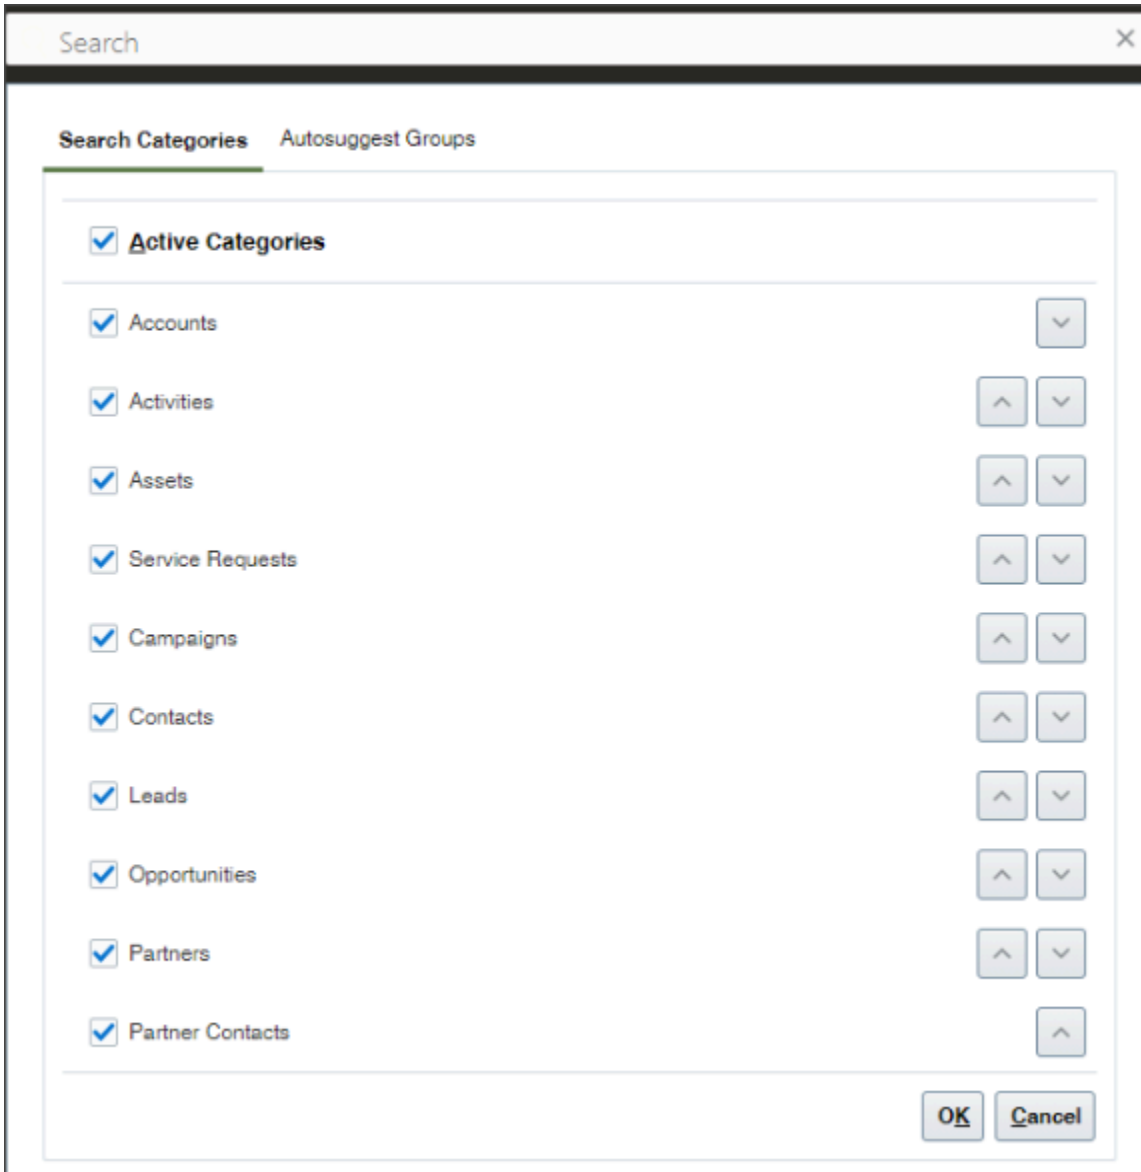 Search
Search Categories Autosuggest Groups
Active Categories
Accounts
Activities
Assets
Service Requests
Campaigns
Contacts
Leads
Opportunities
Partners
Partner Contacts
OK Cancel